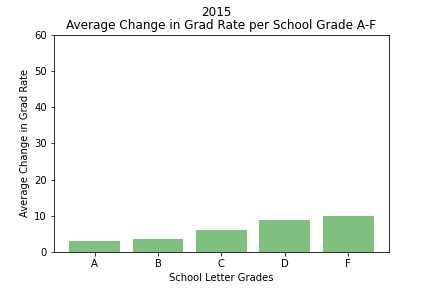 2015
Average Change in Grad Rate per School Grade A-F
60
50
40
30
20
10
0
Average Change in Grad Rate
A B C D F
School Letter Grades